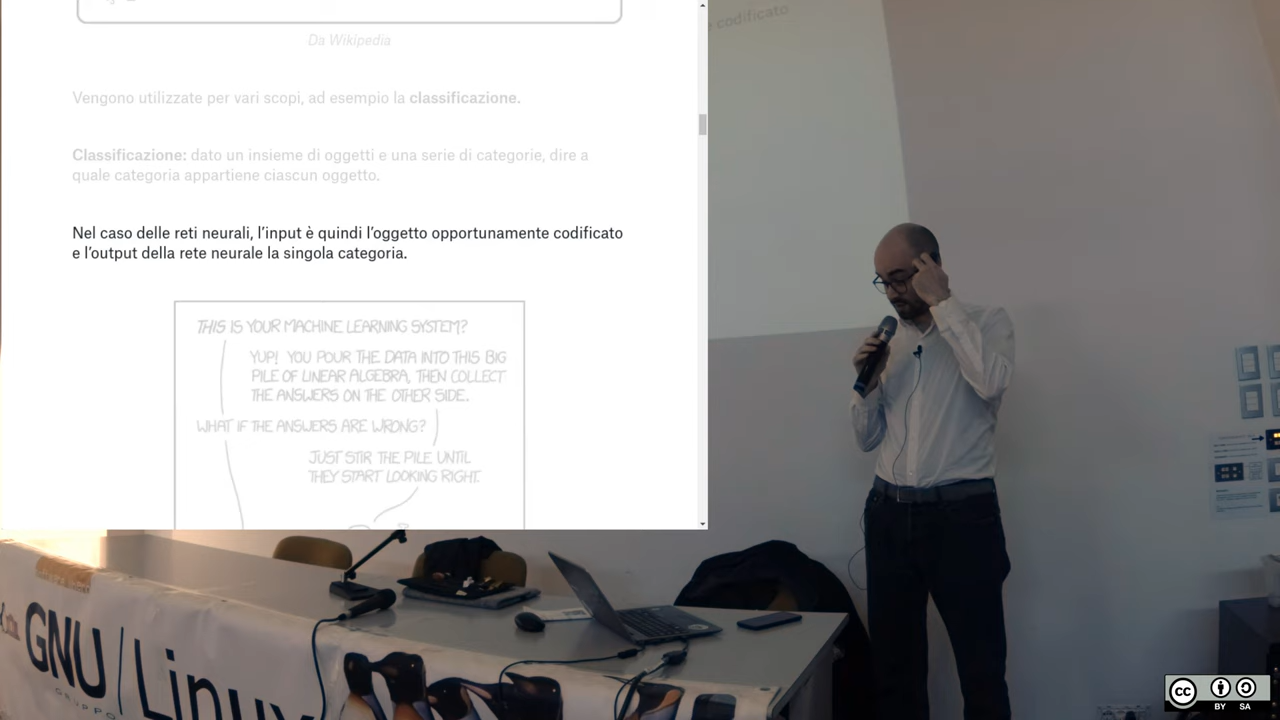 Da Wikipedia
Vengono utilizzate per vari scopi, ad esempio la classificazione.
Classificazione: dato un insieme di oggetti e una serie di categorie, dire a
quale categoria appartiene ciascun oggetto.
Nel caso delle reti neurali, l’input è quindi l’oggetto opportunamente codificato
e l’output della rete neurale la singola categoria.
THIS IS YOUR MACHINE LEARNING SYSTEM?
YUP! YOU POUR THE DATA INTO THIS BIG
PILE OF LINEAR ALGEBRA, THEN COLLECT
THE ANSWERS ON THE OTHER SIDE.
WHAT IF THE ANSWERS ARE WRONG?
JUST STIR THE PILE UNTIL
THEY START LOOKING RIGHT.
codificato
GNU/Linux
GRUPPO
cc
BY SA